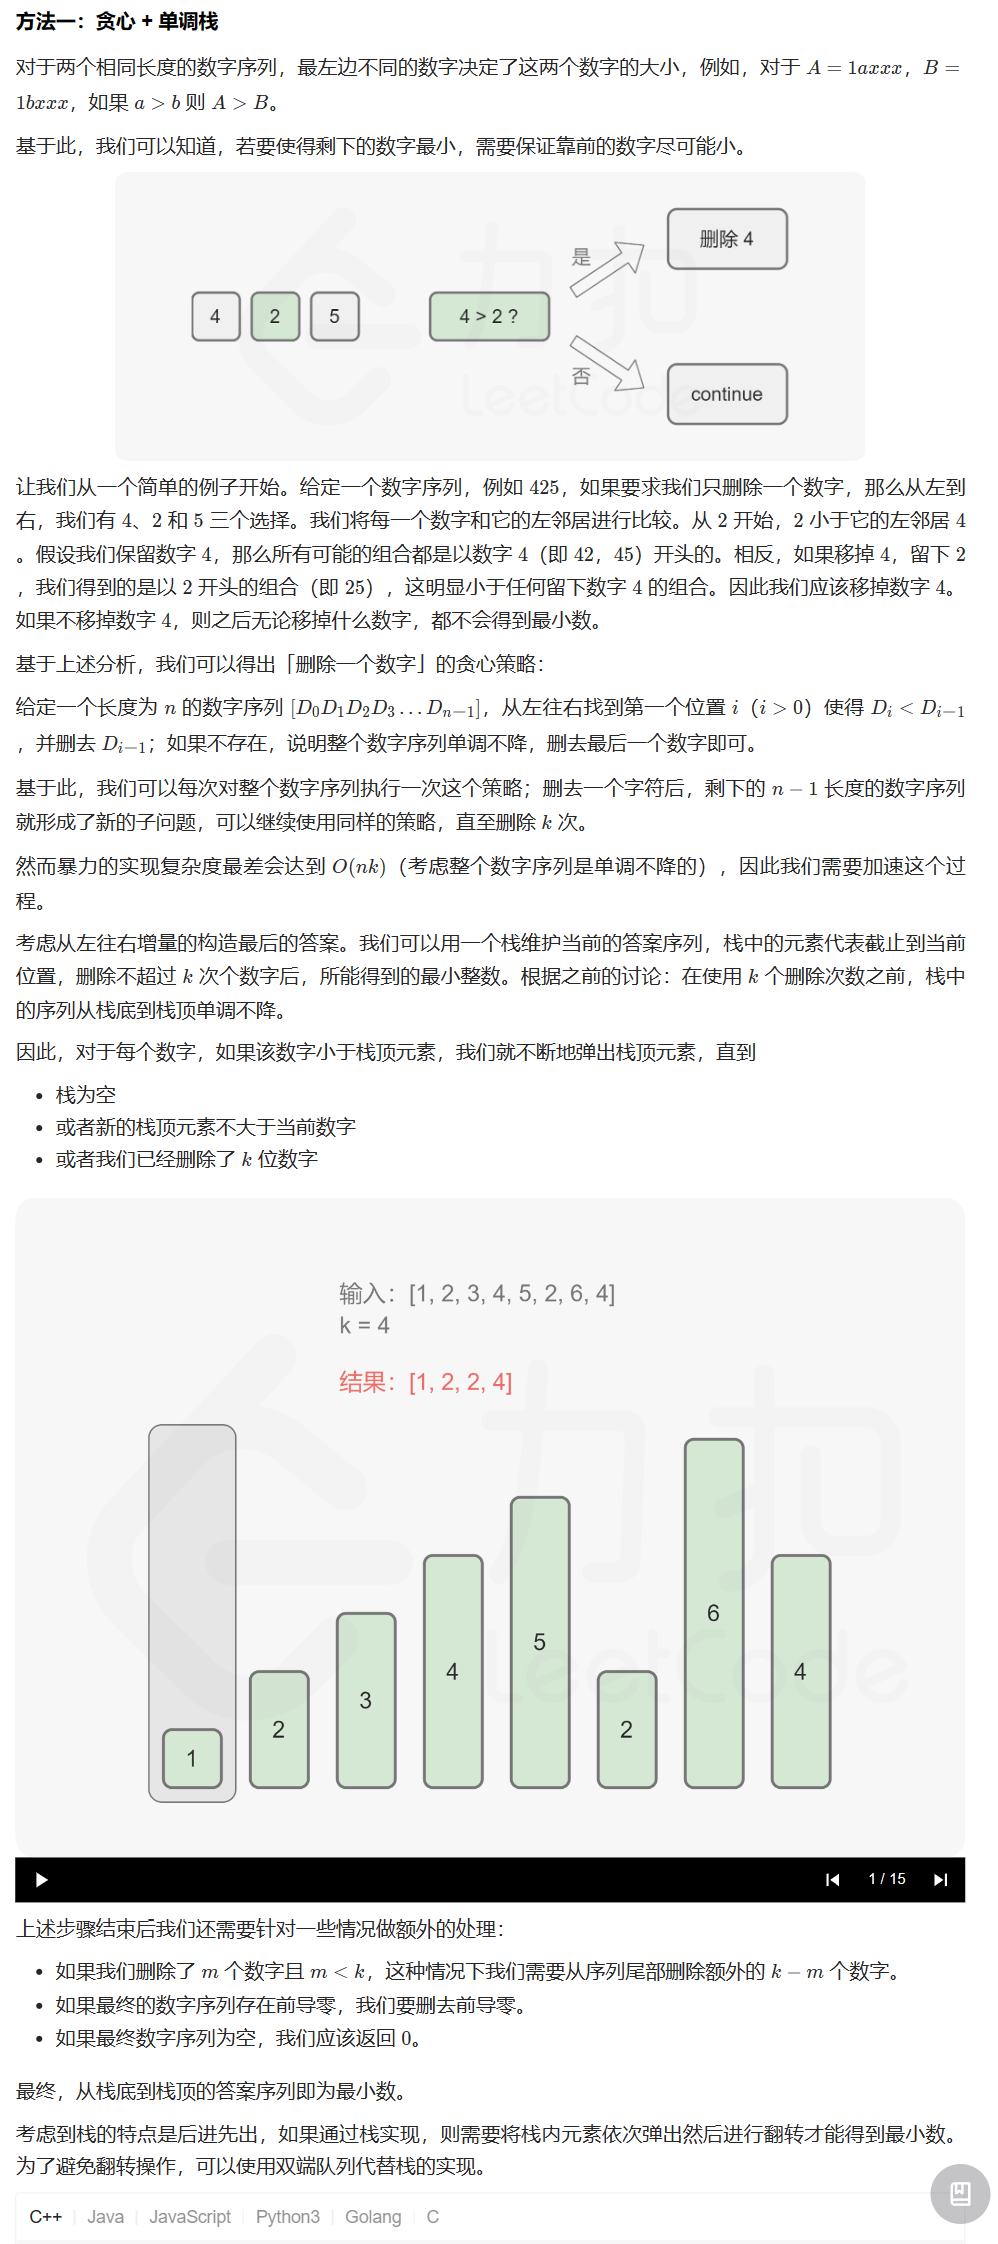 方法一：贪心 + 单调栈
对于两个相同长度的数字序列，最左边不同的数字决定了这两个数字的大小，例如，对于 A = 1axxx，B =
1bxxx，如果 a > b 则 A > B。
基于此，我们可以知道，若要使得剩下的数字最小，需要保证靠前的数字尽可能小。
力扣
LeetCode
4 2 5
4 > 2 ?
是
删除 4
否
continue
让我们从一个简单的例子开始。给定一个数字序列，例如 425，如果要求我们只删除一个数字，那么从左到
右，我们有 4、2 和 5 三个选择。我们将每一个数字和它的左邻居进行比较。从 2 开始，2 小于它的左邻居 4
。假设我们保留数字 4，那么所有可能的组合都是以数字 4（即 42，45）开头的。相反，如果移掉 4，留下 2
，我们得到的是以 2 开头的组合（即 25），这明显小于任何留下数字 4 的组合。因此我们应该移掉数字 4。
如果不移掉数字 4，则之后无论移掉什么数字，都不会得到最小数。
基于上述分析，我们可以得出「删除一个数字」的贪心策略：
给定一个长度为 n 的数字序列 [D₀D₁D₂D₃…Dₙ₋₁]，从左往右找到第一个位置 i（i > 0）使得 Dᵢ < Dᵢ₋₁
，并删去 Dᵢ₋₁；如果不存在，说明整个数字序列单调不降，删去最后一个数字即可。
基于此，我们可以每次对整个数字序列执行一次这个策略；删去一个字符后，剩下的 n − 1 长度的数字序列
就形成了新的子问题，可以继续使用同样的策略，直至删除 k 次。
然而暴力的实现复杂度最差会达到 O(nk)（考虑整个数字序列是单调不降的），因此我们需要加速这个过
程。
考虑从左往右增量的构造最后的答案。我们可以用一个栈维护当前的答案序列，栈中的元素代表截止到当前
位置，删除不超过 k 次个数字后，所能得到的最小整数。根据之前的讨论：在使用 k 个删除次数之前，栈中
的序列从栈底到栈顶单调不降。
因此，对于每个数字，如果该数字小于栈顶元素，我们就不断地弹出栈顶元素，直到
• 栈为空
• 或者新的栈顶元素不大于当前数字
• 或者我们已经删除了 k 位数字
输入：[1, 2, 3, 4, 5, 2, 6, 4]
k = 4
结果：[1, 2, 2, 4]
力扣
LeetCode
1 2 3 4 5 2 6 4
1 / 15
上述步骤结束后我们还需要针对一些情况做额外的处理：
• 如果我们删除了 m 个数字且 m < k，这种情况下我们需要从序列尾部删除额外的 k − m 个数字。
• 如果最终的数字序列存在前导零，我们要删去前导零。
• 如果最终数字序列为空，我们应该返回 0。
最终，从栈底到栈顶的答案序列即为最小数。
考虑到栈的特点是后进先出，如果通过栈实现，则需要将栈内元素依次弹出然后进行翻转才能得到最小数。
为了避免翻转操作，可以使用双端队列代替栈的实现。
C++ | Java | JavaScript | Python3 | Golang | C